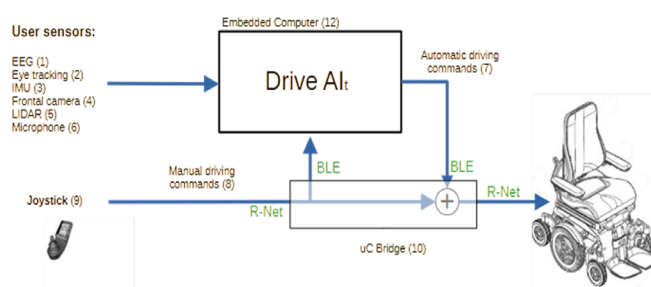 User sensors:
EEG (1)
Eye tracking (2)
IMU (3)
Frontal camera (4)
LIDAR (5)
Microphone (6)
Embedded Computer (12)
Drive AIt
Automatic driving
commands (7)
BLE
BLE
Manual driving
commands (8)
Joystick (9)
R-Net
+
R-Net
uC Bridge (10)